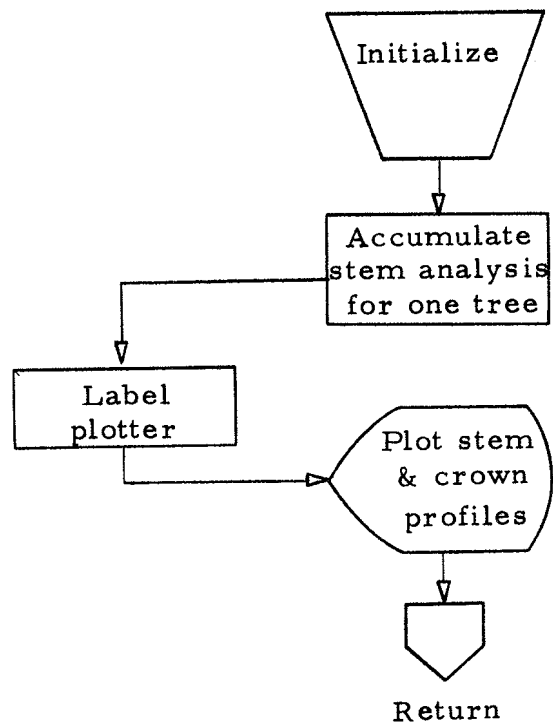 Initialize
Accumulate
stem analysis
for one tree
Label
plotter
Plot stem
& crown
profiles
Return